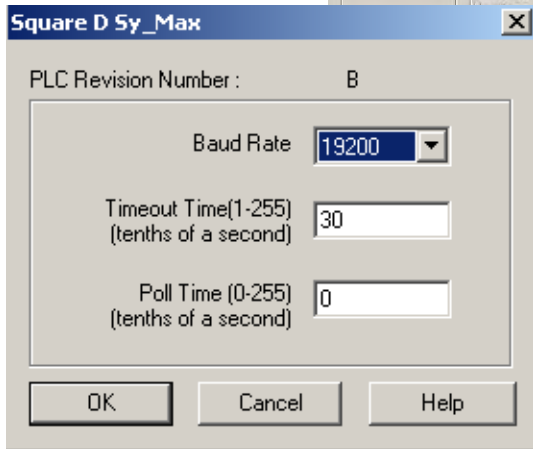 Square D Sy_Max
PLC Revision Number : B
Baud Rate 19200
Timeout Time(1-255) 30
(tenths of a second)
Poll Time (0-255) 0
(tenths of a second)
OK Cancel Help